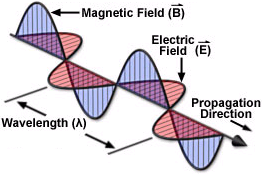 Magnetic Field (B⃗)
Electric
Field (E⃗)
Propagation
Direction
Wavelength (λ)